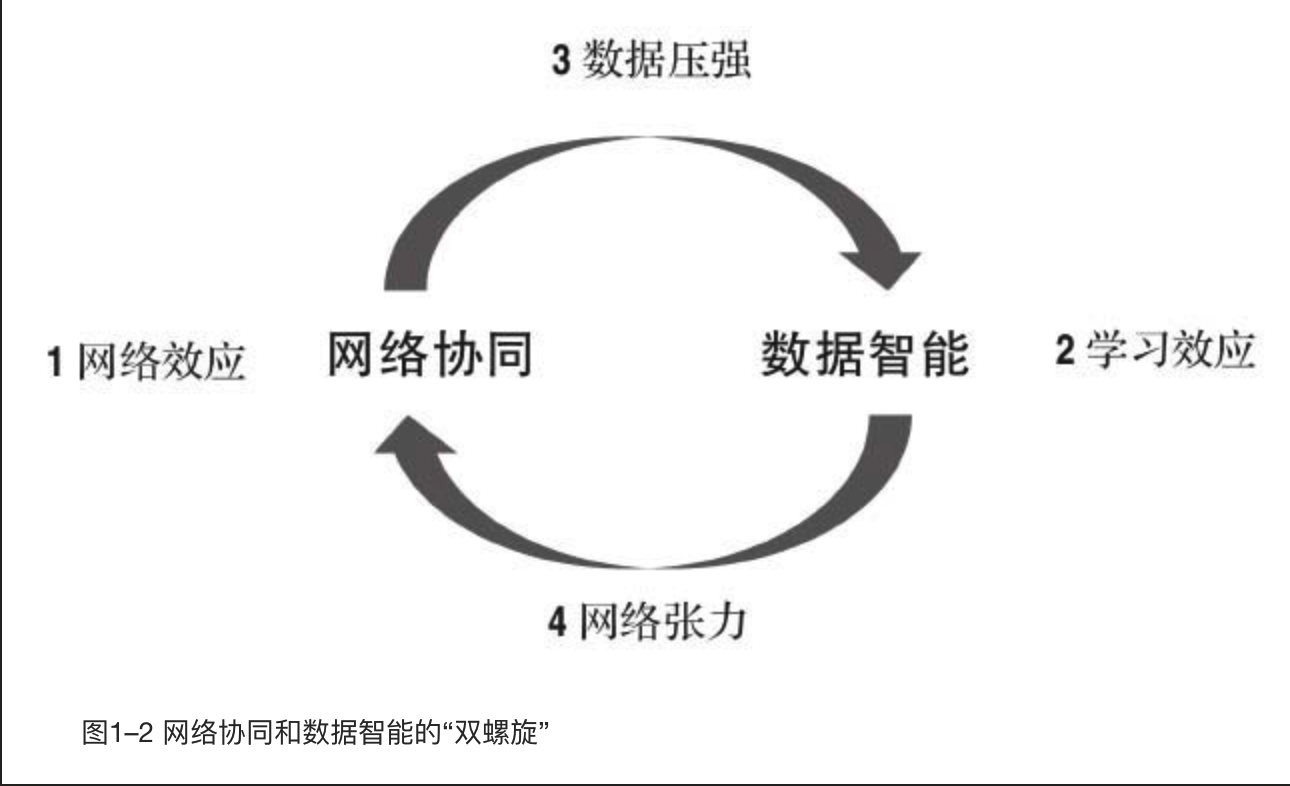 3 数据压强
1 网络效应
网络协同
数据智能
2 学习效应
4 网络张力
图1–2 网络协同和数据智能的“双螺旋”